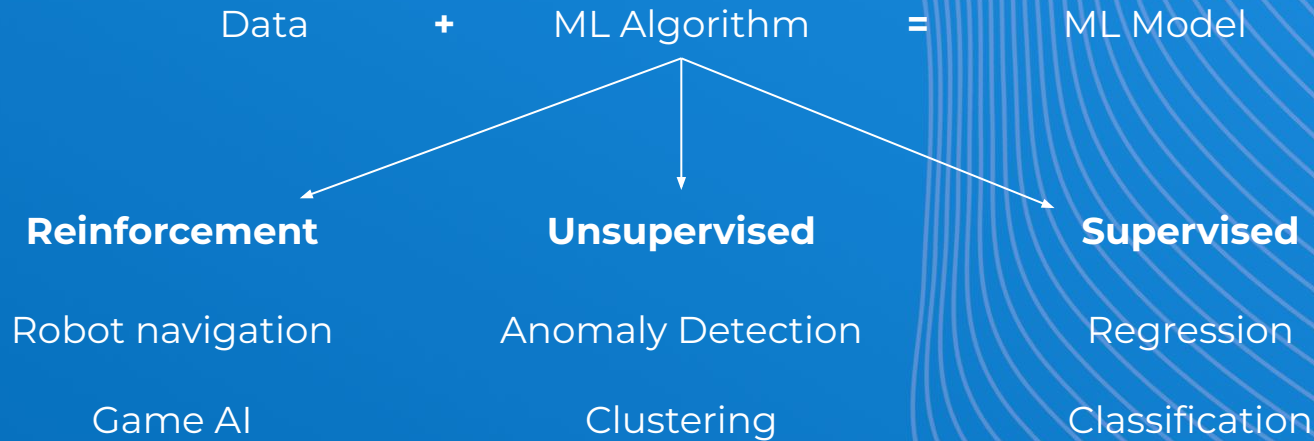 Data + ML Algorithm = ML Model
Reinforcement Unsupervised Supervised
Robot navigation Anomaly Detection Regression
Game AI Clustering Classification